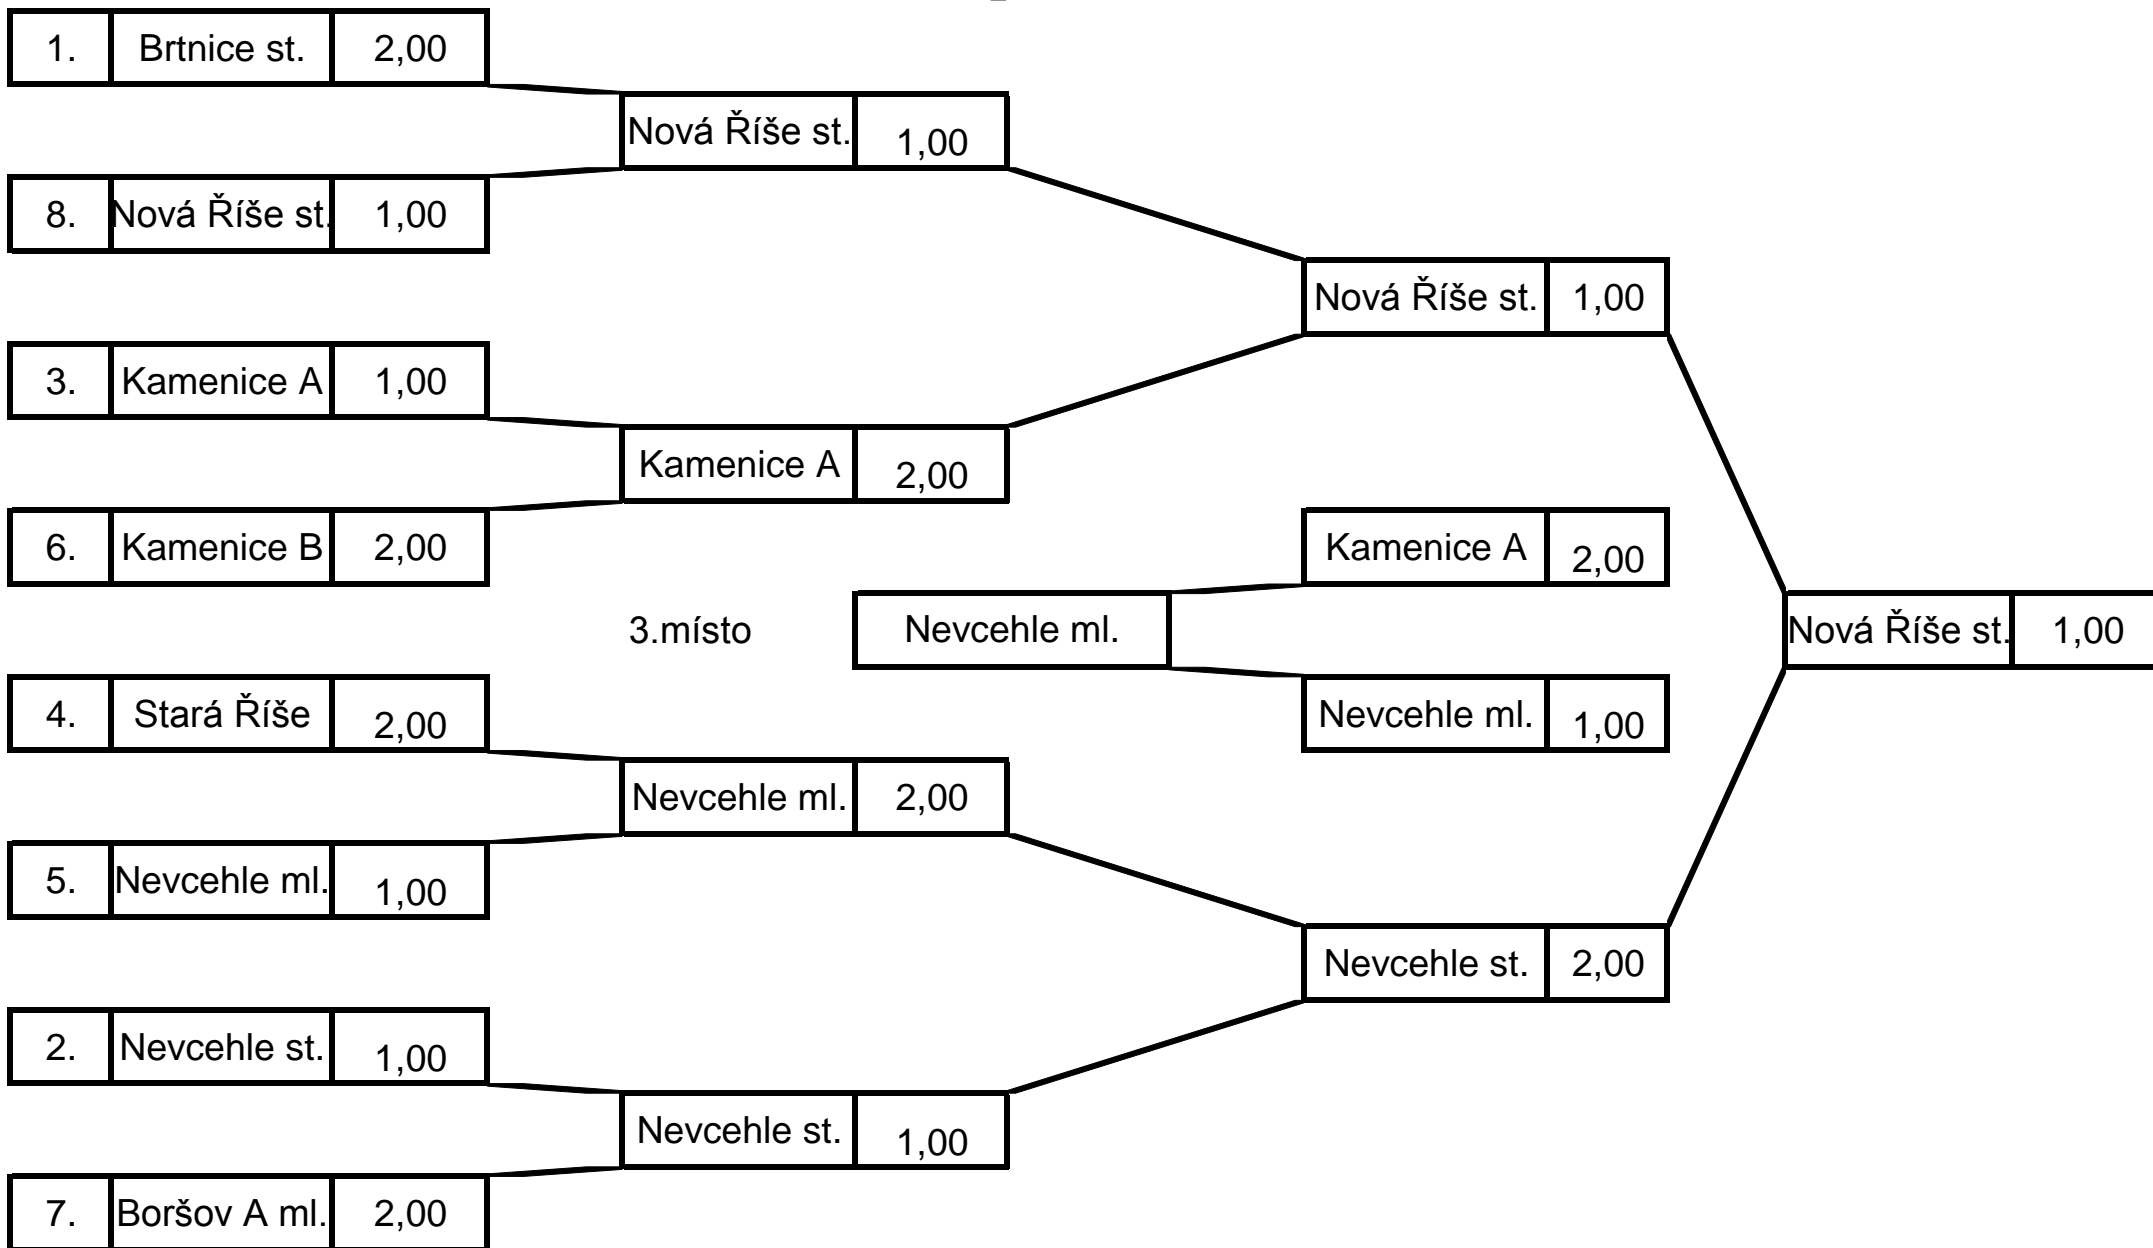 1. Brtnice st. 2,00
Nová Říše st. 1,00
8. Nová Říše st. 1,00
Nová Říše st. 1,00
3. Kamenice A 1,00
Kamenice A 2,00
6. Kamenice B 2,00
Kamenice A 2,00
3.místo Nevcehle ml.
Nová Říše st. 1,00
4. Stará Říše 2,00
Nevcehle ml. 1,00
Nevcehle ml. 2,00
5. Nevcehle ml. 1,00
Nevcehle st. 2,00
2. Nevcehle st. 1,00
Nevcehle st. 1,00
7. Boršov A ml. 2,00